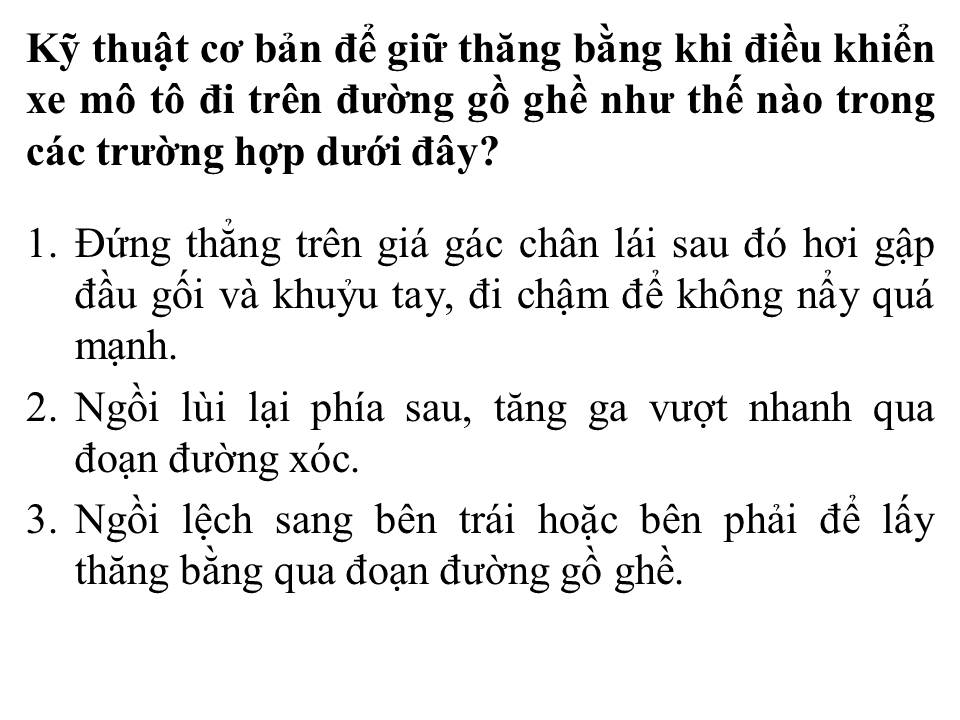 Kỹ thuật cơ bản để giữ thăng bằng khi điều khiển
xe mô tô đi trên đường gồ ghề như thế nào trong
các trường hợp dưới đây?
1. Đứng thẳng trên giá gác chân lái sau đó hơi gập
đầu gối và khuỷu tay, đi chậm để không nẩy quá
mạnh.
2. Ngồi lùi lại phía sau, tăng ga vượt nhanh qua
đoạn đường xóc.
3. Ngồi lệch sang bên trái hoặc bên phải để lấy
thăng bằng qua đoạn đường gồ ghề.